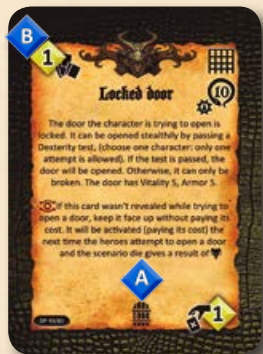 B
1
10
Locked door
The door the character is trying to open is
locked. It can be opened stealthily by passing a
Dexterity test, (choose one character: only one
attempt is allowed). If the test is passed, the
door will be opened. Otherwise, it can only be
broken. The door has Vitality 5, Armor 5.
If this card wasn't revealed while trying to
open a door, keep it face up without paying its
cost. It will be activated (paying its cost) the
next time the heroes attempt to open a door
and the scenario die gives a result of
A
1